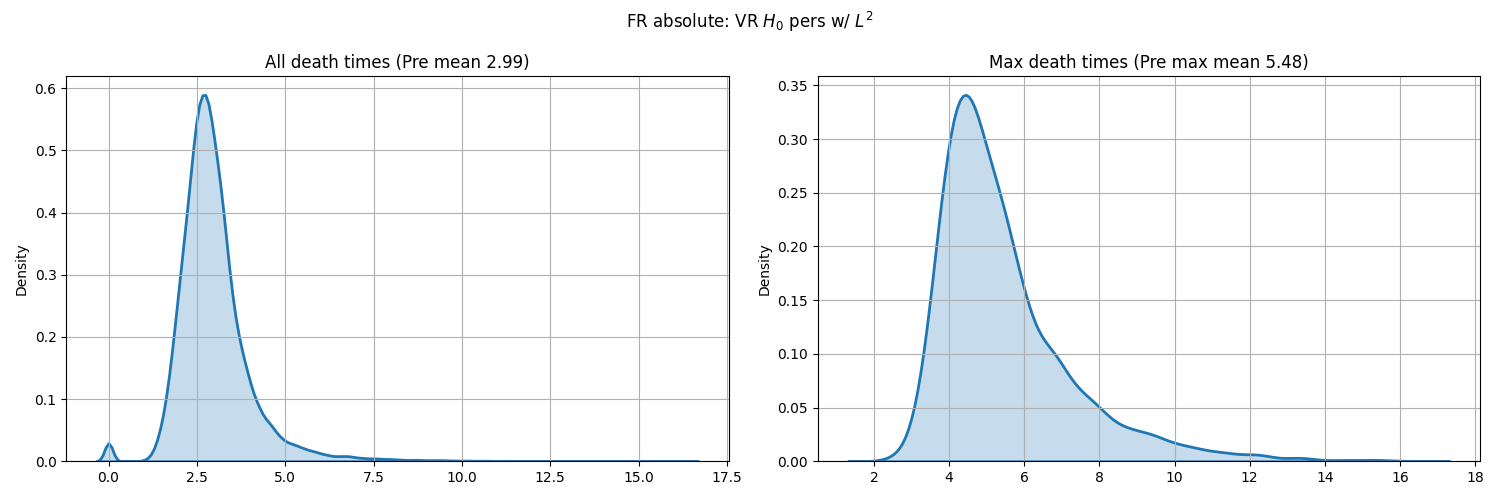 FR absolute: VR H₀ pers w/ L²
All death times (Pre mean 2.99)
Density
0.6
0.5
0.4
0.3
0.2
0.1
0.0
0.0 2.5 5.0 7.5 10.0 12.5 15.0 17.5
Max death times (Pre max mean 5.48)
Density
0.35
0.30
0.25
0.20
0.15
0.10
0.05
0.00
2 4 6 8 10 12 14 16 18